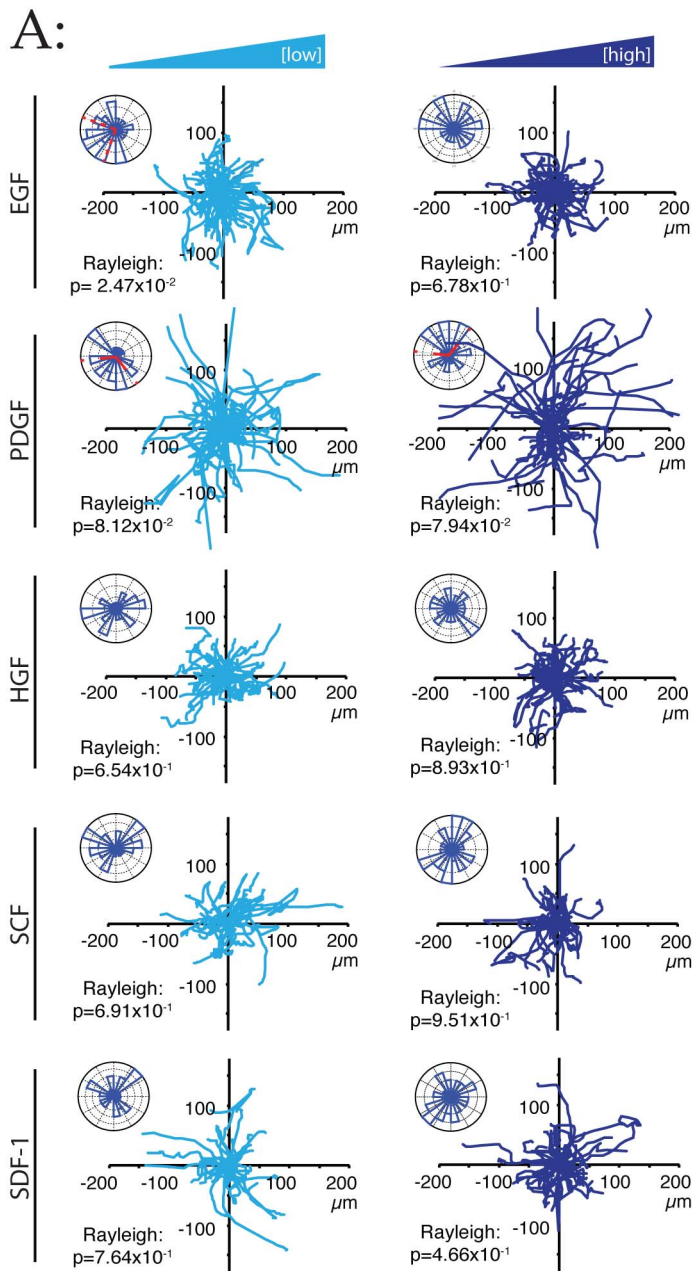 A:
[low]
[high]
EGF
100
-200
-100
100
200
µm
-100
Rayleigh:
p= 2.47x10-2
100
-200
-100
100
200
µm
-100
Rayleigh:
p=6.78x10-1
PDGF
100
-200
-100
100
200
µm
-100
Rayleigh:
p=8.12x10-2
100
-200
-100
100
200
µm
-100
Rayleigh:
p=7.94x10-2
HGF
100
-200
-100
100
200
µm
-100
Rayleigh:
p=6.54x10-1
100
-200
-100
100
200
µm
-100
Rayleigh:
p=8.93x10-1
SCF
100
-200
-100
100
200
µm
-100
Rayleigh:
p=6.91x10-1
100
-200
-100
100
200
µm
-100
Rayleigh:
p=9.51x10-1
SDF-1
100
-200
-100
100
200
µm
-100
Rayleigh:
p=7.64x10-1
100
-200
-100
100
200
µm
-100
Rayleigh:
p=4.66x10-1